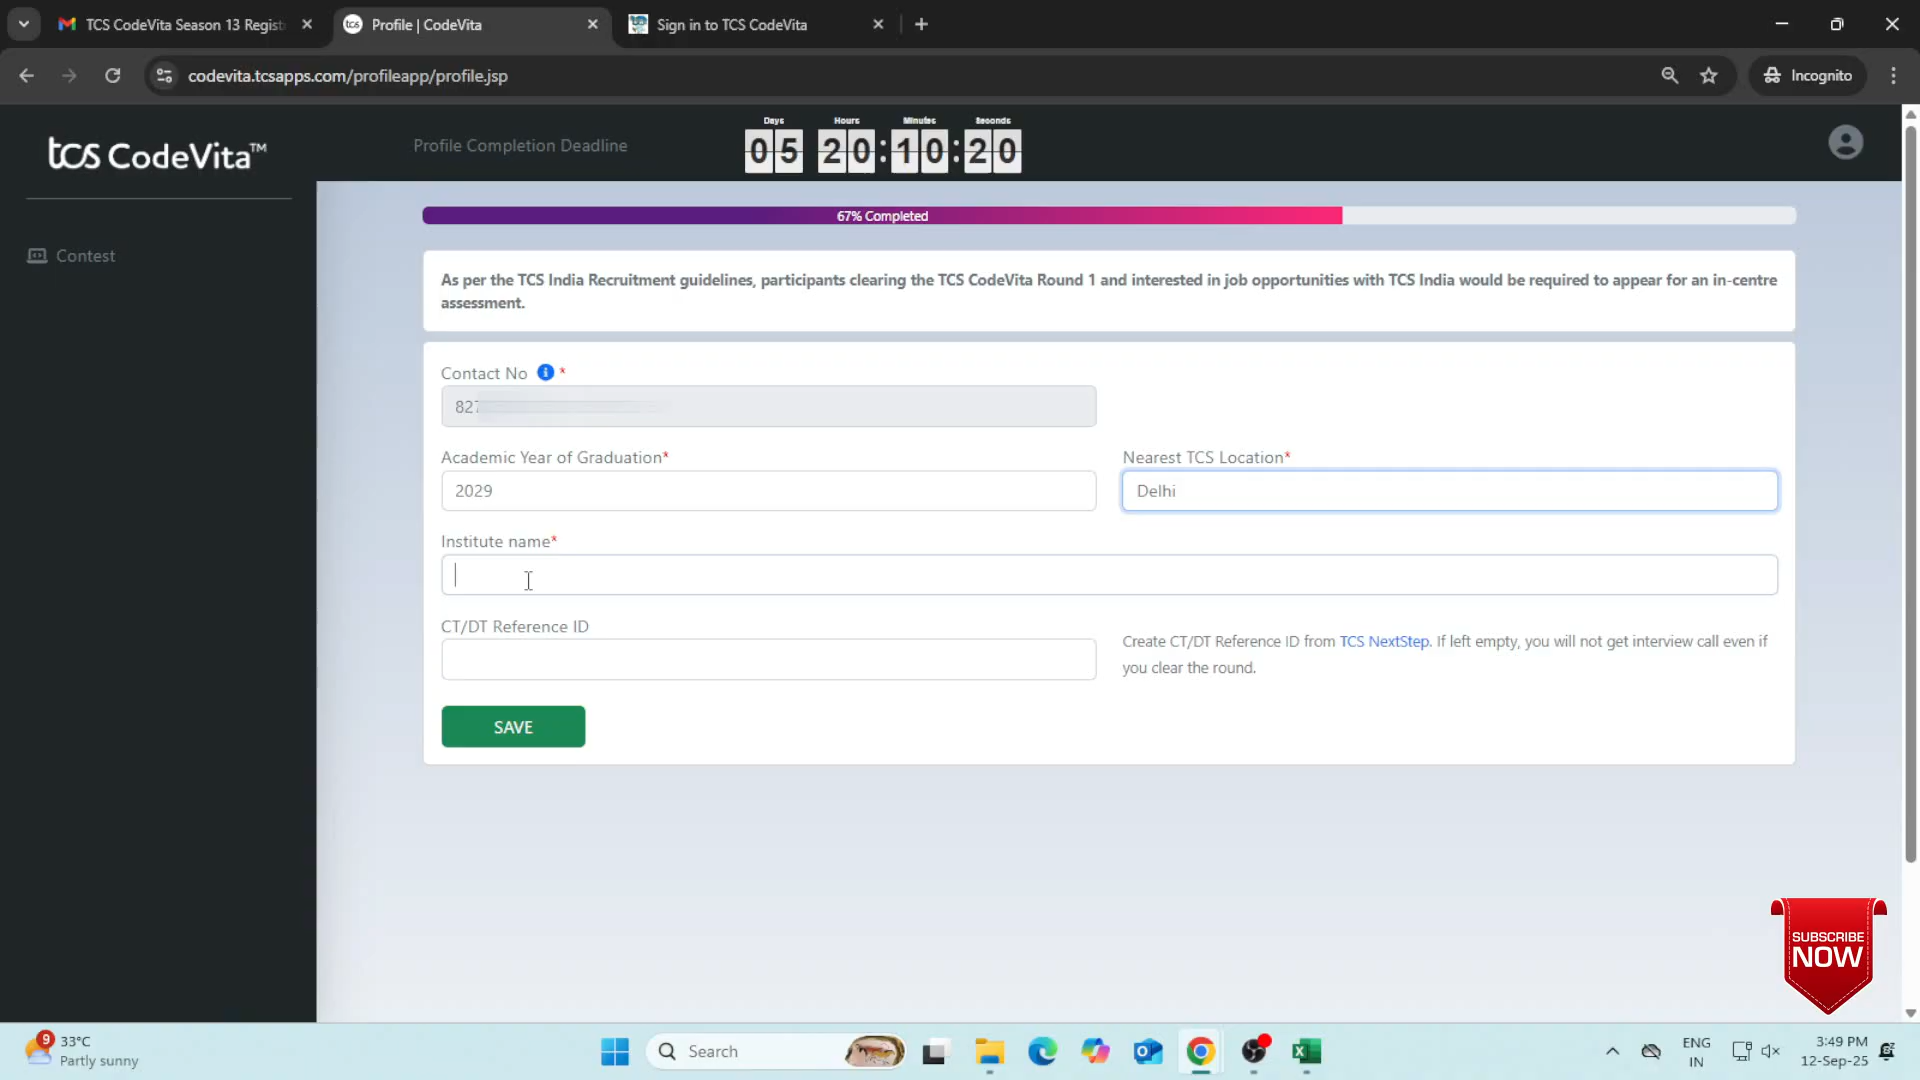 TCS CodeVita Season 13 Regist
Profile | CodeVita
Sign in to TCS CodeVita
codevita.tcsapps.com/profileapp/profile.jsp
Incognito
tcs CodeVita™
Profile Completion Deadline
Days Hours Minutes Seconds
05 20:10:20
Contest
67% Completed
As per the TCS India Recruitment guidelines, participants clearing the TCS CodeVita Round 1 and interested in job opportunities with TCS India would be required to appear for an in-centre
assessment.
Contact No *
827
Academic Year of Graduation*
Nearest TCS Location*
2029
Delhi
Institute name*
CT/DT Reference ID
Create CT/DT Reference ID from TCS NextStep. If left empty, you will not get interview call even if
you clear the round.
SAVE
SUBSCRIBE
NOW
9
33°C
Partly sunny
Search
ENG
IN
3:49 PM
12-Sep-25